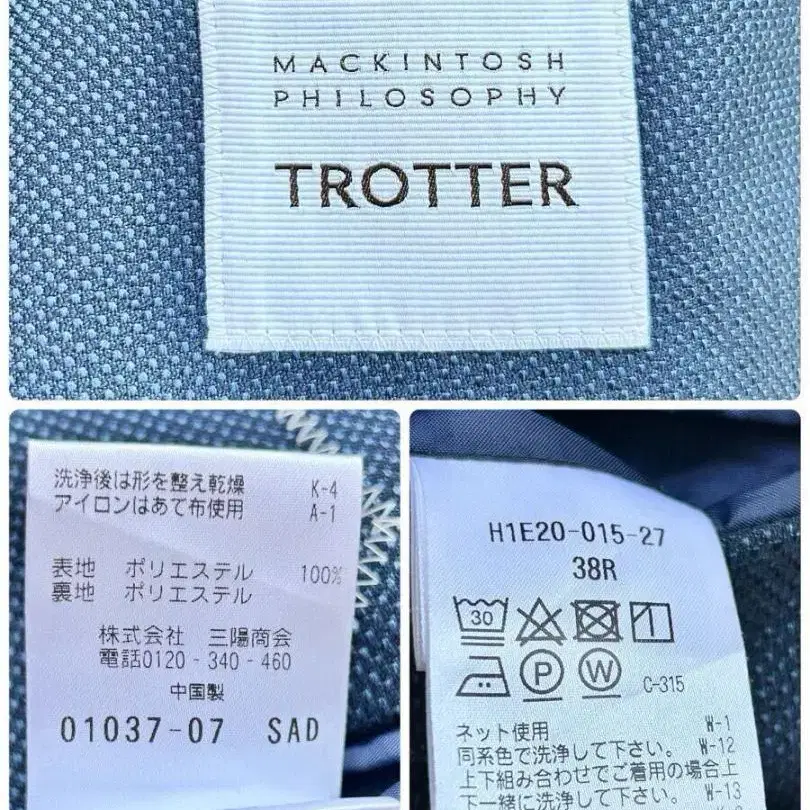 MACKINTOSH
PHILOSOPHY
TROTTER
洗浄後は形を整え乾燥 K-4
アイロンはあて布使用 A-1
表地 ポリエステル 100%
裏地 ポリエステル
株式会社 三陽商会
電話0120-340-460
中国製
01037-07 SAD
H1E20-015-27
38R
30
P W C-315
ネット使用 W-1
同系色で洗浄して下さい。 W-12
上下組み合わせでご着用の場合上
下一緒に洗浄して下さい。 W-13